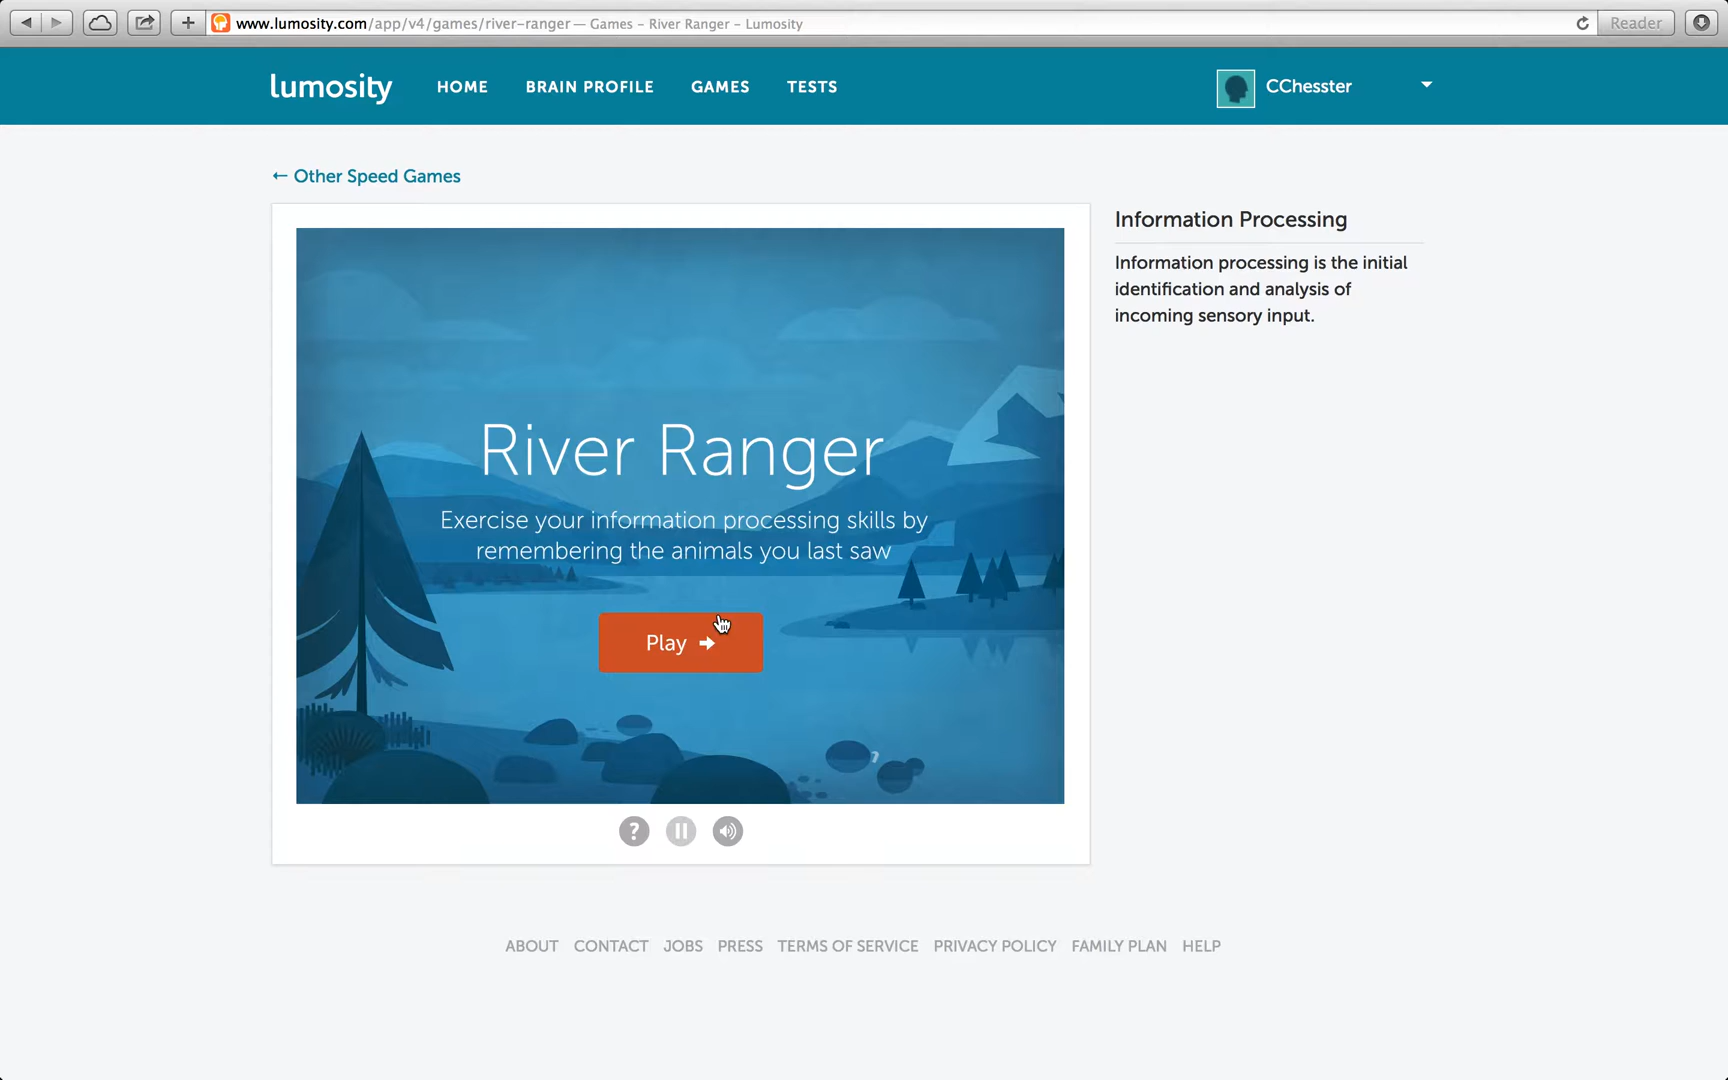 www.lumosity.com/app/v4/games/river-ranger — Games - River Ranger - Lumosity
Reader
lumosity
HOME
BRAIN PROFILE
GAMES
TESTS
CChesster
← Other Speed Games
River Ranger
Exercise your information processing skills by
remembering the animals you last saw
Play →
?
Information Processing
Information processing is the initial
identification and analysis of
incoming sensory input.
ABOUT CONTACT JOBS PRESS TERMS OF SERVICE PRIVACY POLICY FAMILY PLAN HELP